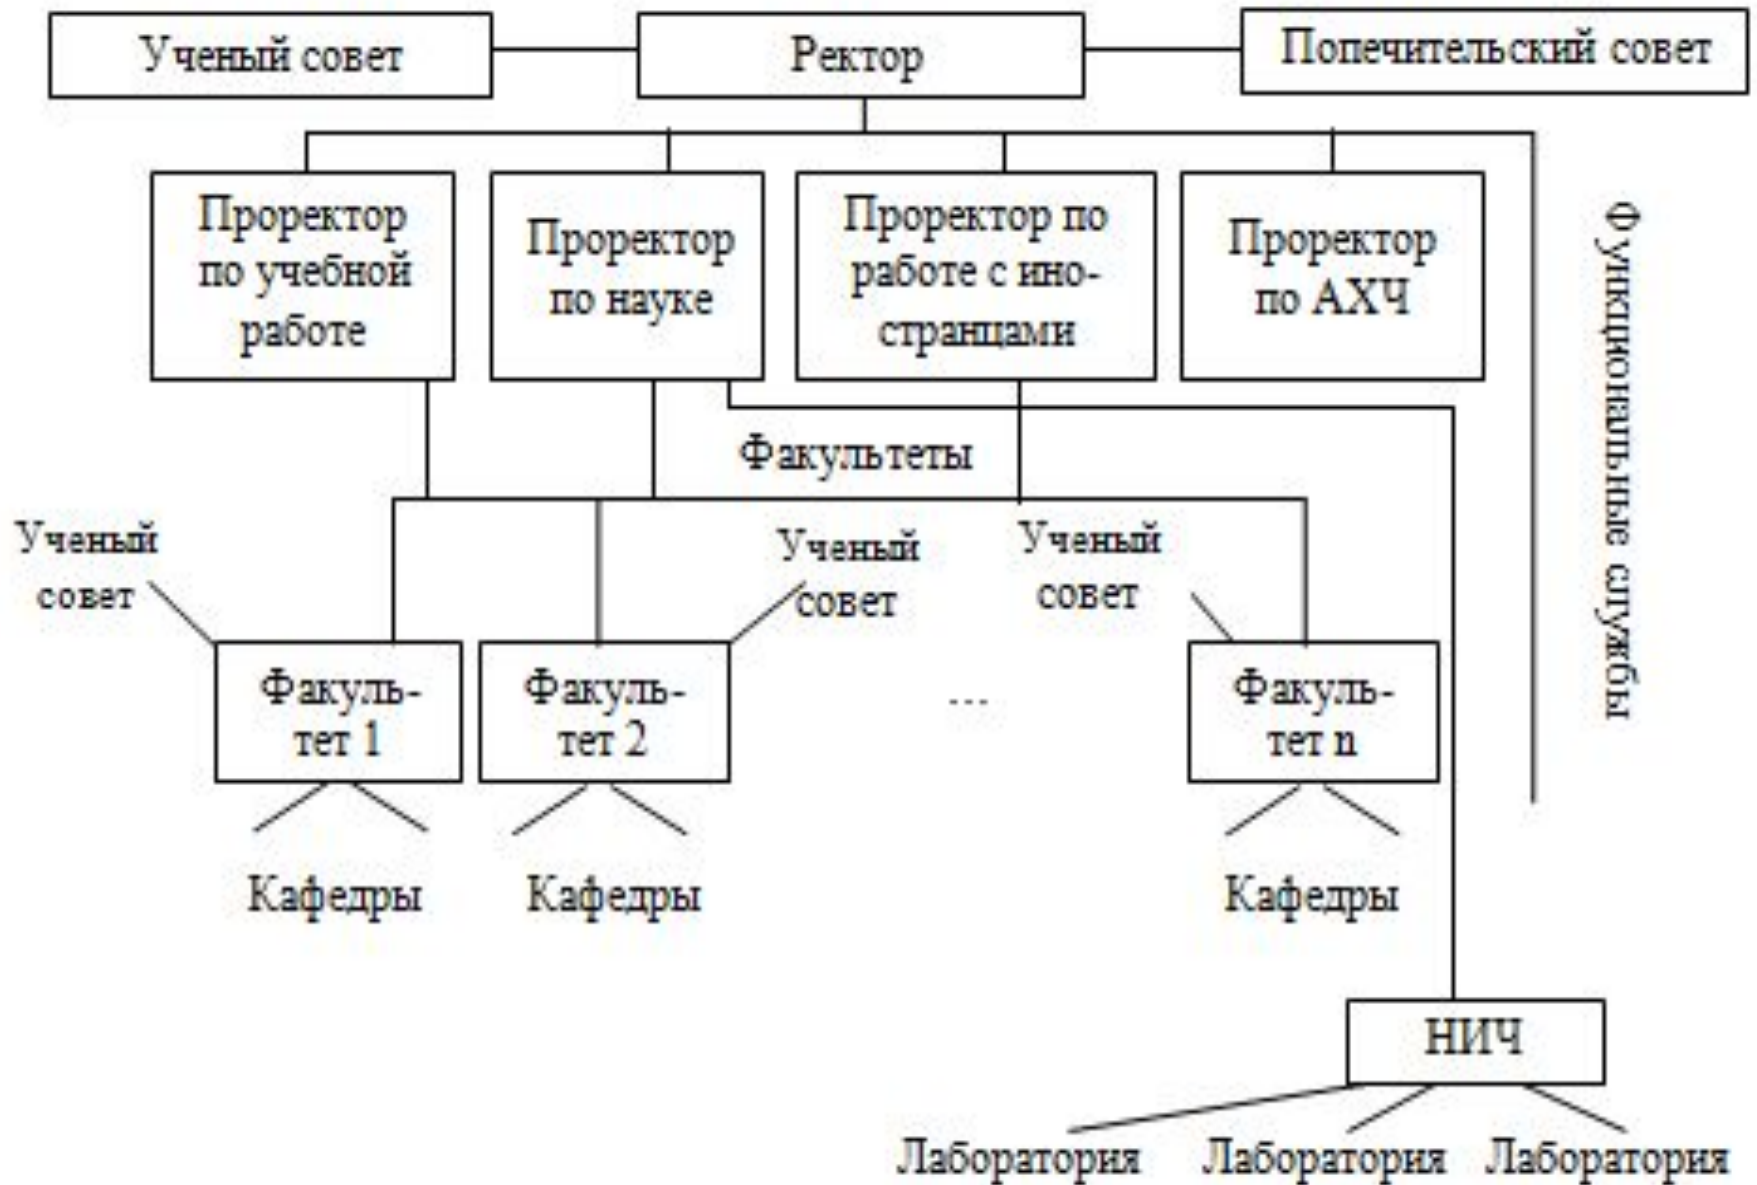 Ученый совет
Ректор
Попечительский совет
Проректор
по учебной
работе
Проректор
по науке
Проректор по
работе с ино-
странцами
Проректор
по АХЧ
Функциональные службы
Факультеты
Ученый
совет
Ученый
совет
Ученый
совет
Факуль-
тет 1
Факуль-
тет 2
...
Факуль-
тет n
Кафедры
Кафедры
Кафедры
НИЧ
Лаборатория
Лаборатория
Лаборатория